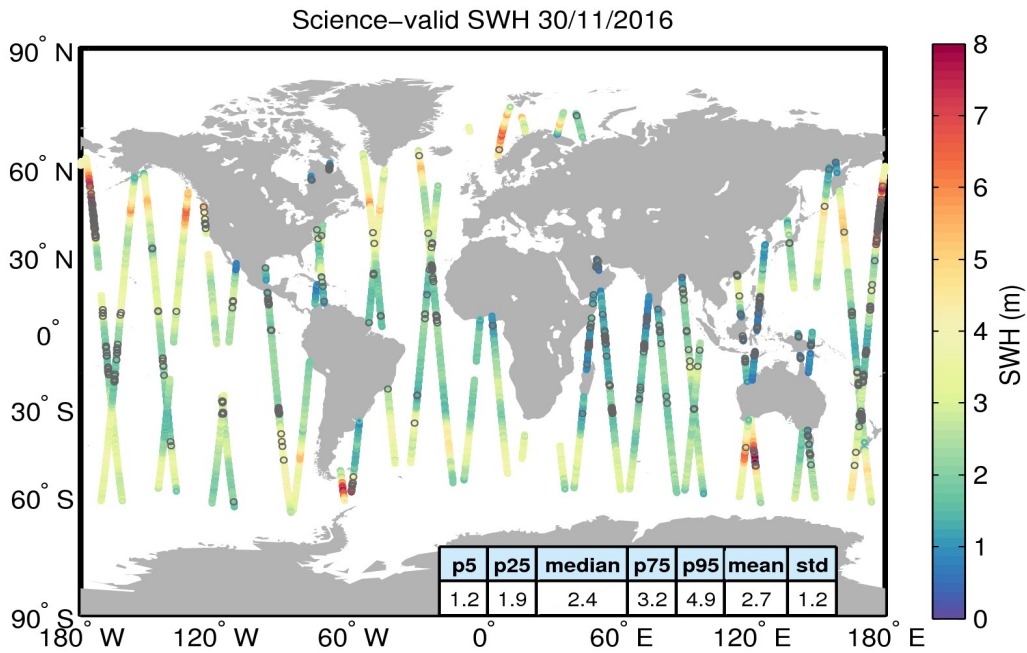 Science−valid SWH 30/11/2016
90° N
60° N
30° N
0°
30° S
60° S
90° S
180° W
120° W
60° W
0°
60° E
120° E
180° E
p5 p25 median p75 p95 mean std
1.2 1.9 2.4 3.2 4.9 2.7 1.2
8
7
6
5
4
3
2
1
0
SWH (m)